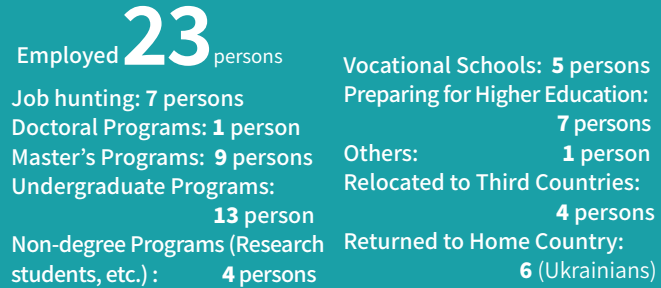 Employed 23 persons
Job hunting: 7 persons
Doctoral Programs: 1 person
Master’s Programs: 9 persons
Undergraduate Programs:
13 person
Non-degree Programs (Research
students, etc.) : 4 persons
Vocational Schools: 5 persons
Preparing for Higher Education:
7 persons
Others: 1 person
Relocated to Third Countries:
4 persons
Returned to Home Country:
6 (Ukrainians)